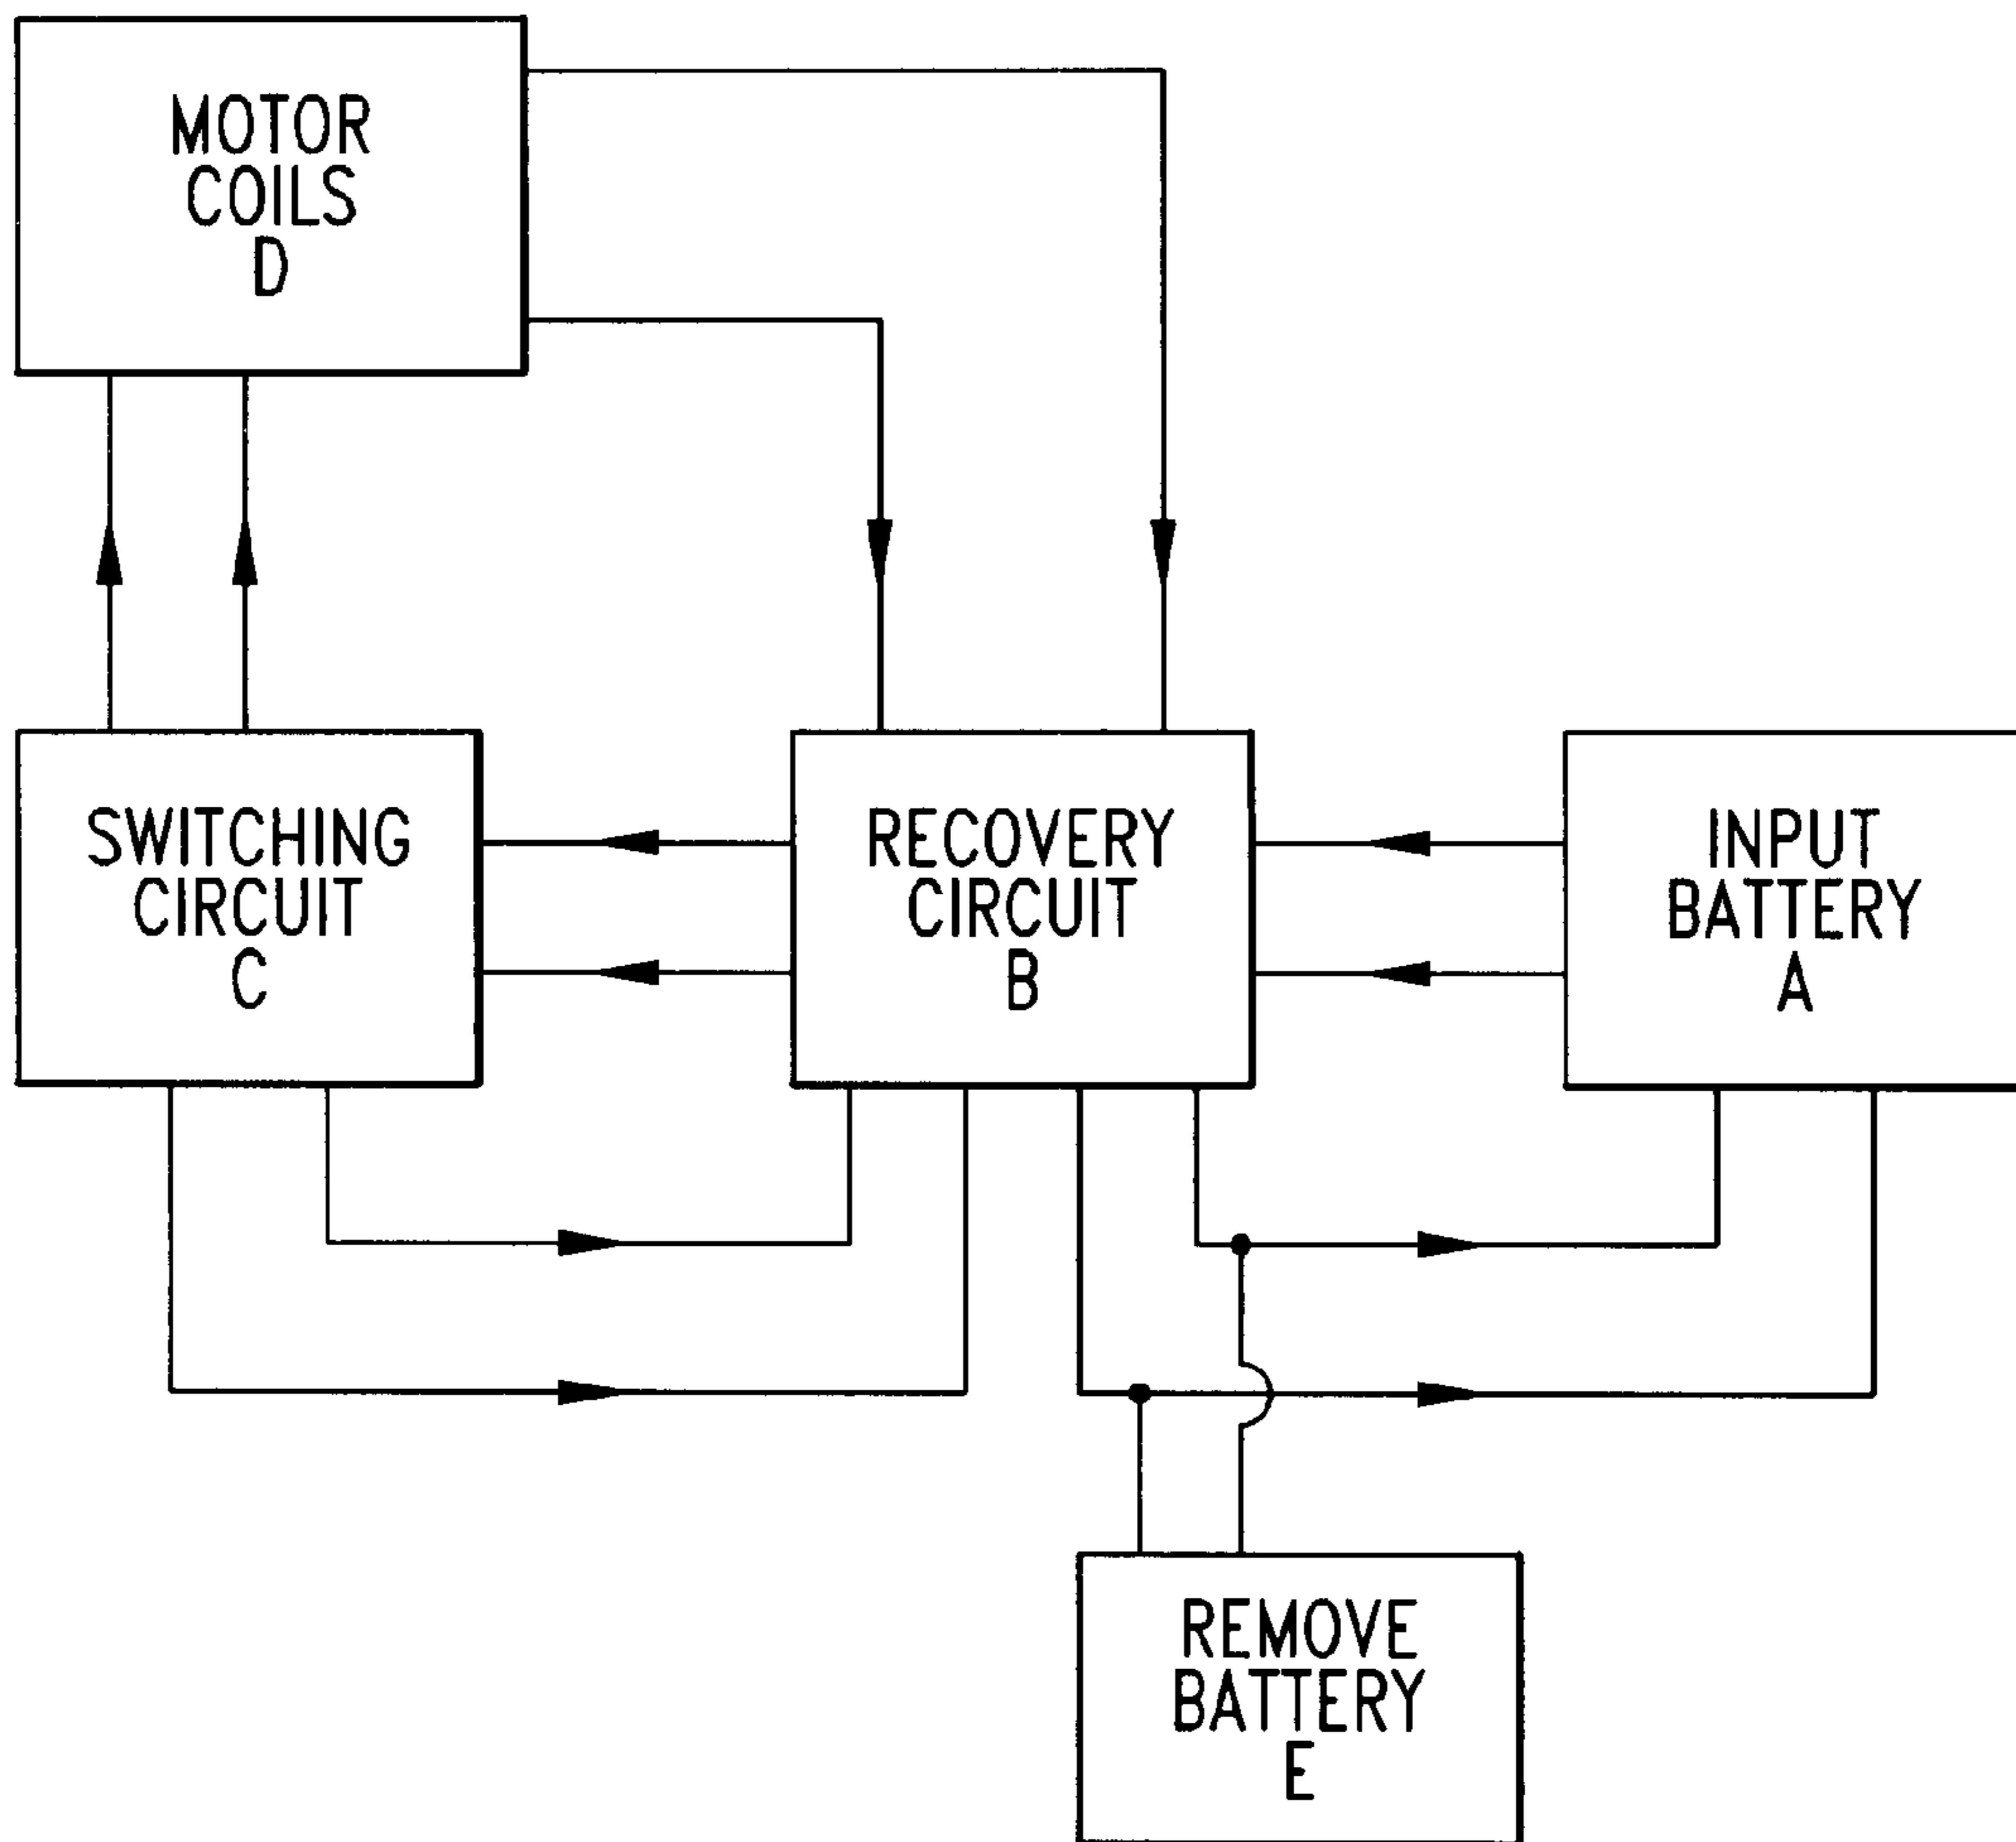 MOTOR
COILS
D
SWITCHING
CIRCUIT
C
RECOVERY
CIRCUIT
B
INPUT
BATTERY
A
REMOVE
BATTERY
E